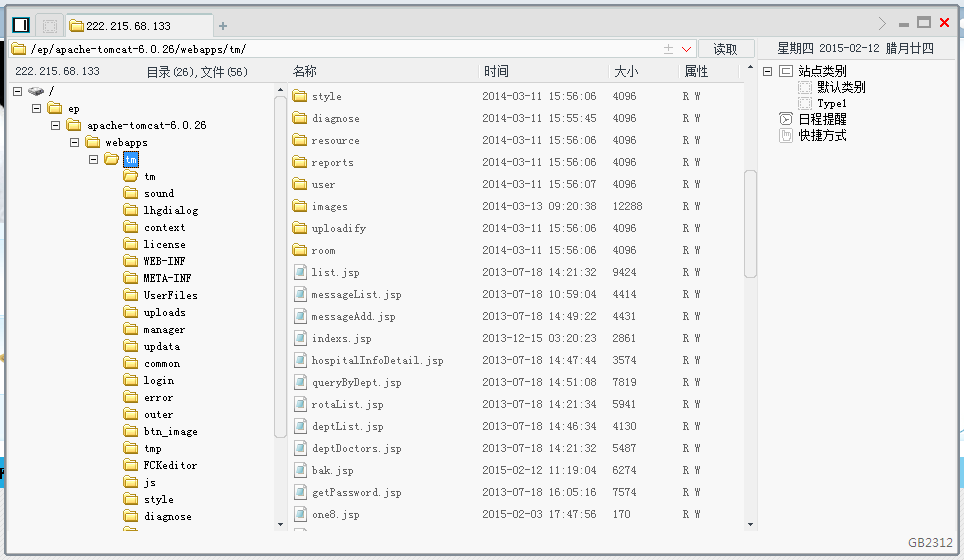 222.215.68.133
/ep/apache-tomcat-6.0.26/webapps/tm/
读取
星期四 2015-02-12 腊月廿四
222.215.68.133 目录(26),文件(56)
/
ep
apache-tomcat-6.0.26
webapps
tm
tm
sound
lhgdialog
context
license
WEB-INF
META-INF
UserFiles
uploads
manager
updata
common
login
error
outer
btn_image
tmp
FCKeditor
js
style
diagnose
名称 时间 大小 属性
style 2014-03-11 15:56:06 4096 R W
diagnose 2014-03-11 15:55:45 4096 R W
resource 2014-03-11 15:56:06 4096 R W
reports 2014-03-11 15:56:06 4096 R W
user 2014-03-11 15:56:07 4096 R W
images 2014-03-13 09:20:38 12288 R W
uploadify 2014-03-11 15:56:06 4096 R W
room 2014-03-11 15:56:06 4096 R W
list.jsp 2013-07-18 14:21:32 9424 R W
messageList.jsp 2013-07-18 10:59:04 4414 R W
messageAdd.jsp 2013-07-18 14:49:22 4431 R W
indexs.jsp 2013-12-15 03:20:23 2861 R W
hospitalInfoDetail.jsp 2013-07-18 14:47:44 3574 R W
queryByDept.jsp 2013-07-18 14:51:08 7819 R W
rotaList.jsp 2013-07-18 14:21:34 5941 R W
deptList.jsp 2013-07-18 14:46:34 4130 R W
deptDoctors.jsp 2013-07-18 14:21:32 5487 R W
bak.jsp 2015-02-12 11:19:04 6274 R W
getPassword.jsp 2013-07-18 16:05:16 7574 R W
one8.jsp 2015-02-03 17:47:56 170 R W
站点类别
默认类别
Type1
日程提醒
快捷方式
GB2312